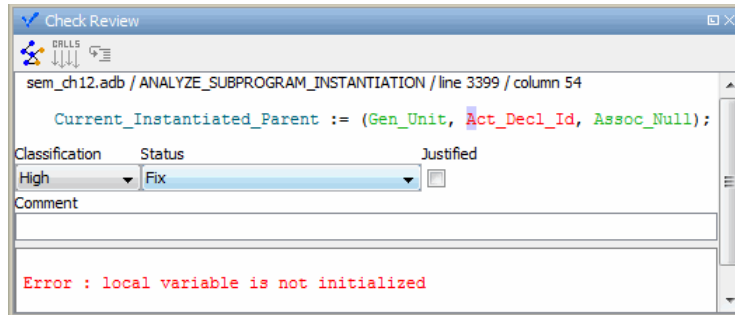 Check Review
CALLS
sem_ch12.adb / ANALYZE_SUBPROGRAM_INSTANTIATION / line 3399 / column 54
Current_Instantiated_Parent := (Gen_Unit, Act_Decl_Id, Assoc_Null);
Classification Status Justified
High Fix
Comment
Error : local variable is not initialized